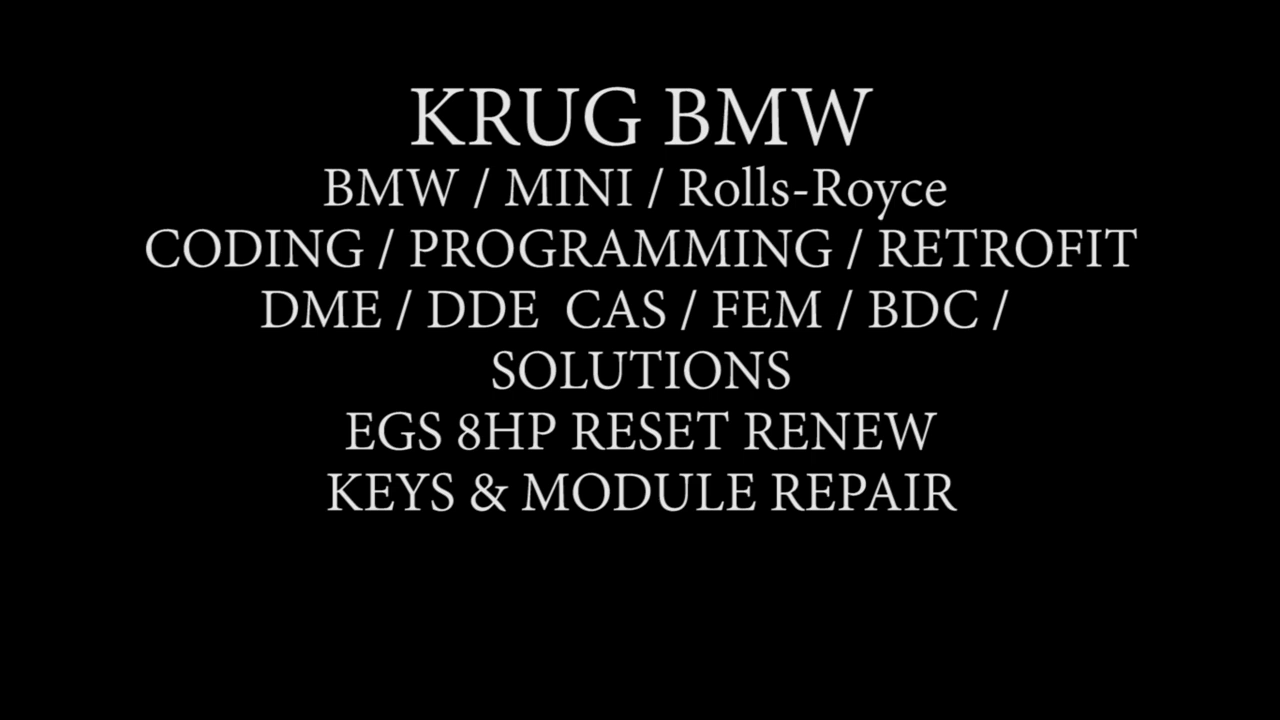 KRUG BMW
BMW / MINI / Rolls-Royce
CODING / PROGRAMMING / RETROFIT
DME / DDE  CAS / FEM / BDC /
SOLUTIONS
EGS 8HP RESET RENEW
KEYS & MODULE REPAIR